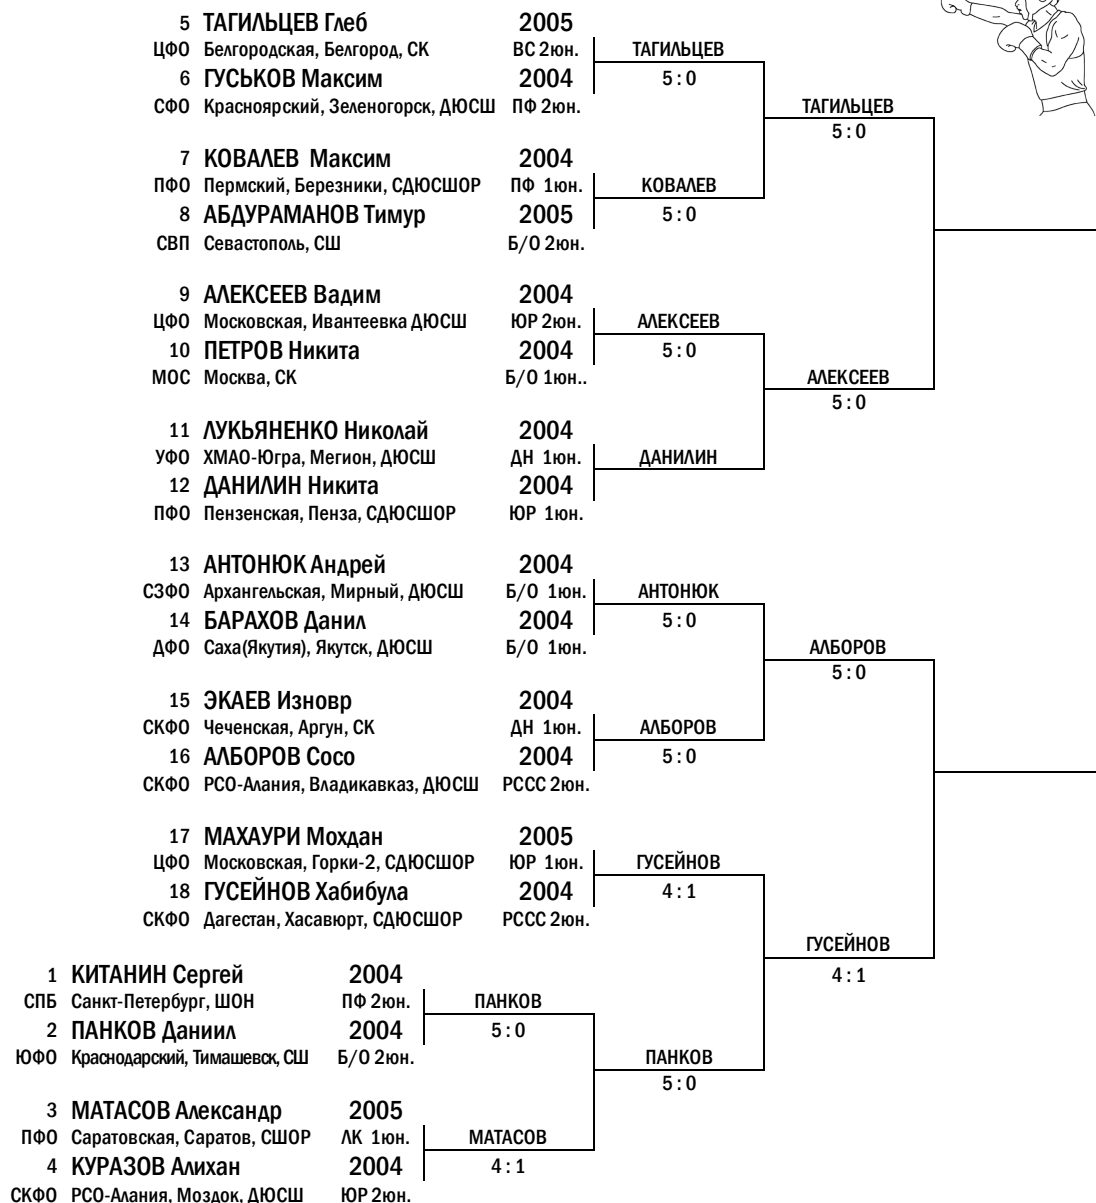 5 ТАГИЛЬЦЕВ Глеб 2005
ЦФО Белгородская, Белгород, СК ВС 2юн. ТАГИЛЬЦЕВ
6 ГУСЬКОВ Максим 2004 5 : 0
СФО Красноярский, Зеленогорск, ДЮСШ ПФ 2юн. ТАГИЛЬЦЕВ
5 : 0
7 КОВАЛЕВ Максим 2004
ПФО Пермский, Березники, СДЮСШОР ПФ 1юн. КОВАЛЕВ
8 АБДУРАМАНОВ Тимур 2005 5 : 0
СВП Севастополь, СШ Б/О 2юн.
9 АЛЕКСЕЕВ Вадим 2004
ЦФО Московская, Ивантеевка ДЮСШ ЮР 2юн. АЛЕКСЕЕВ
10 ПЕТРОВ Никита 2004 5 : 0
МОС Москва, СК Б/О 1юн.. АЛЕКСЕЕВ
5 : 0
11 ЛУКЬЯНЕНКО Николай 2004
УФО ХМАО-Югра, Мегион, ДЮСШ ДН 1юн. ДАНИЛИН
12 ДАНИЛИН Никита 2004
ПФО Пензенская, Пенза, СДЮСШОР ЮР 1юн.
13 АНТОНЮК Андрей 2004
СЗФО Архангельская, Мирный, ДЮСШ Б/О 1юн. АНТОНЮК
14 БАРАХОВ Данил 2004 5 : 0
ДФО Саха(Якутия), Якутск, ДЮСШ Б/О 1юн. АЛБОРОВ
5 : 0
15 ЭКАЕВ Изновр 2004
СКФО Чеченская, Аргун, СК ДН 1юн. АЛБОРОВ
16 АЛБОРОВ Сосо 2004 5 : 0
СКФО РСО-Алания, Владикавказ, ДЮСШ РССС 2юн.
17 МАХАУРИ Мохдан 2005
ЦФО Московская, Горки-2, СДЮСШОР ЮР 1юн. ГУСЕЙНОВ
18 ГУСЕЙНОВ Хабибула 2004 4 : 1
СКФО Дагестан, Хасавюрт, СДЮСШОР РССС 2юн.
ГУСЕЙНОВ
1 КИТАНИН Сергей 2004 4 : 1
СПБ Санкт-Петербург, ШОН ПФ 2юн. ПАНКОВ
2 ПАНКОВ Даниил 2004 5 : 0
ЮФО Краснодарский, Тимашевск, СШ Б/О 2юн. ПАНКОВ
5 : 0
3 МАТАСОВ Александр 2005
ПФО Саратовская, Саратов, СШОР ЛК 1юн. МАТАСОВ
4 КУРАЗОВ Алихан 2004 4 : 1
СКФО РСО-Алания, Моздок, ДЮСШ ЮР 2юн.